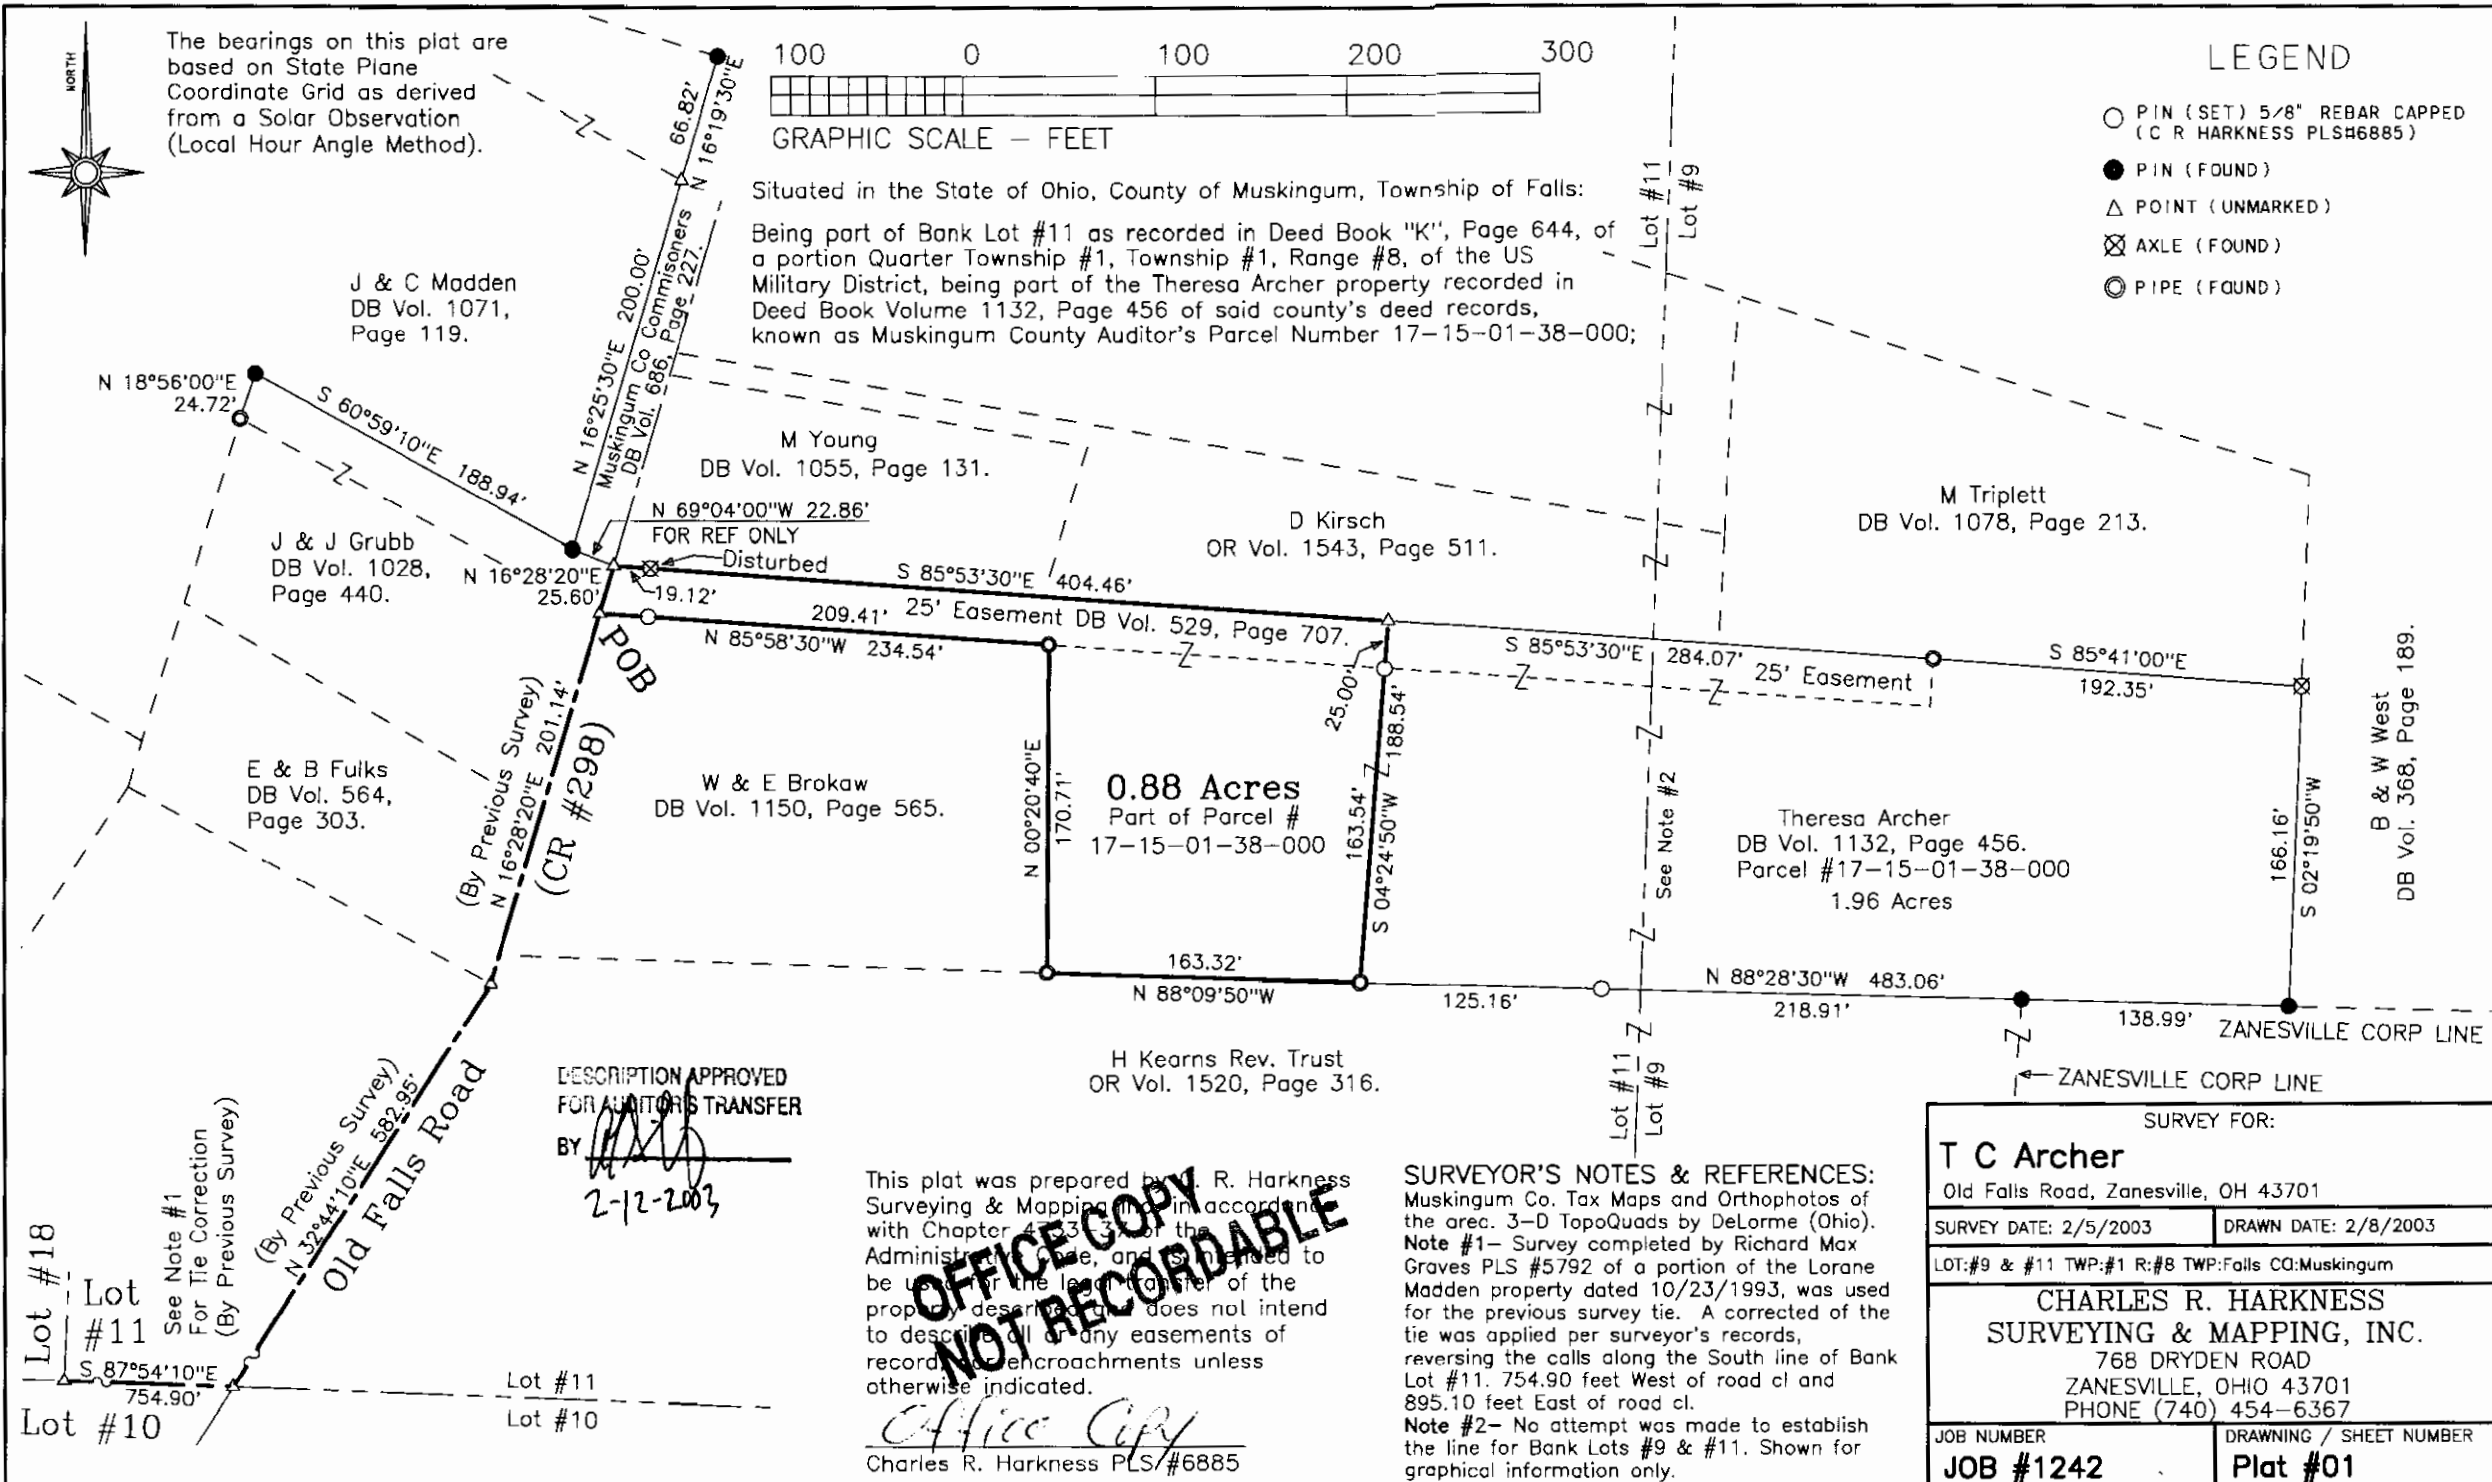 NORTH
The bearings on this plat are
based on State Plane
Coordinate Grid as derived
from a Solar Observation
(Local Hour Angle Method).
100 0 100 200 300
GRAPHIC SCALE – FEET
Situated in the State of Ohio, County of Muskingum, Township of Falls:
Being part of Bank Lot #11 as recorded in Deed Book "K", Page 644, of
a portion Quarter Township #1, Township #1, Range #8, of the US
Military District, being part of the Theresa Archer property recorded in
Deed Book Volume 1132, Page 456 of said county's deed records,
known as Muskingum County Auditor's Parcel Number 17-15-01-38-000;
Lot #11
Lot #9
LEGEND
PIN (SET) 5/8" REBAR CAPPED
(C R HARKNESS PLS#6885)
PIN (FOUND)
POINT (UNMARKED)
AXLE (FOUND)
PIPE (FOUND)
66.82'
N 16°19'30"E
N 16°25'30"E 200.00'
Muskingum Co Commisoners
DB Vol. 686, Page 227.
J & C Madden
DB Vol. 1071,
Page 119.
N 18°56'00"E
24.72'
S 60°59'10"E 188.94'
M Young
DB Vol. 1055, Page 131.
N 69°04'00"W 22.86'
FOR REF ONLY
Disturbed
D Kirsch
OR Vol. 1543, Page 511.
M Triplett
DB Vol. 1078, Page 213.
J & J Grubb
DB Vol. 1028,
Page 440.
N 16°28'20"E
25.60'
19.12'
S 85°53'30"E 404.46'
25' Easement DB Vol. 529, Page 707.
209.41'
N 85°58'30"W 234.54'
POB
S 85°53'30"E 284.07'
25' Easement
S 85°41'00"E
192.35'
B & W West
DB Vol. 368, Page 189.
25.00'
188.54'
163.54'
S 04°24'50"W
(By Previous Survey)
N 16°28'20"E 201.14'
(CR #298)
E & B Fulks
DB Vol. 564,
Page 303.
W & E Brokaw
DB Vol. 1150, Page 565.
N 00°20'40"E
170.71'
0.88 Acres
Part of Parcel #
17-15-01-38-000
See Note #2
Theresa Archer
DB Vol. 1132, Page 456.
Parcel #17-15-01-38-000
1.96 Acres
166.16'
S 02°19'50"W
163.32'
N 88°09'50"W
125.16'
N 88°28'30"W 483.06'
218.91'
138.99'
ZANESVILLE CORP LINE
ZANESVILLE CORP LINE
H Kearns Rev. Trust
OR Vol. 1520, Page 316.
Lot #11
Lot #9
(By Previous Survey)
N 32°44'10"E 582.95'
Old Falls Road
See Note #1
For Tie Correction
(By Previous Survey)
Lot #18
Lot
#11
S 87°54'10"E
754.90'
Lot #10
Lot #11
Lot #10
DESCRIPTION APPROVED
FOR AUDITOR'S TRANSFER
BY
2-12-2003
This plat was prepared by C. R. Harkness
Surveying & Mapping Inc. in accordance
with Chapter 4733-37 of the
Administrative Code, and is intended to
be used for the legal transfer of the
property described and does not intend
to describe all or any easements of
record, or encroachments unless
otherwise indicated.
OFFICE COPY
NOT RECORDABLE
Office Copy
Charles R. Harkness PLS #6885
SURVEYOR'S NOTES & REFERENCES:
Muskingum Co. Tax Maps and Orthophotos of
the area. 3-D TopoQuads by DeLorme (Ohio).
Note #1- Survey completed by Richard Max
Graves PLS #5792 of a portion of the Lorane
Madden property dated 10/23/1993, was used
for the previous survey tie. A corrected of the
tie was applied per surveyor's records,
reversing the calls along the South line of Bank
Lot #11. 754.90 feet West of road cl and
895.10 feet East of road cl.
Note #2- No attempt was made to establish
the line for Bank Lots #9 & #11. Shown for
graphical information only.
SURVEY FOR:
T C Archer
Old Falls Road, Zanesville, OH 43701
SURVEY DATE: 2/5/2003 DRAWN DATE: 2/8/2003
LOT:#9 & #11 TWP:#1 R:#8 TWP:Falls CO:Muskingum
CHARLES R. HARKNESS
SURVEYING & MAPPING, INC.
768 DRYDEN ROAD
ZANESVILLE, OHIO 43701
PHONE (740) 454-6367
JOB NUMBER DRAWING / SHEET NUMBER
JOB #1242 Plat #01